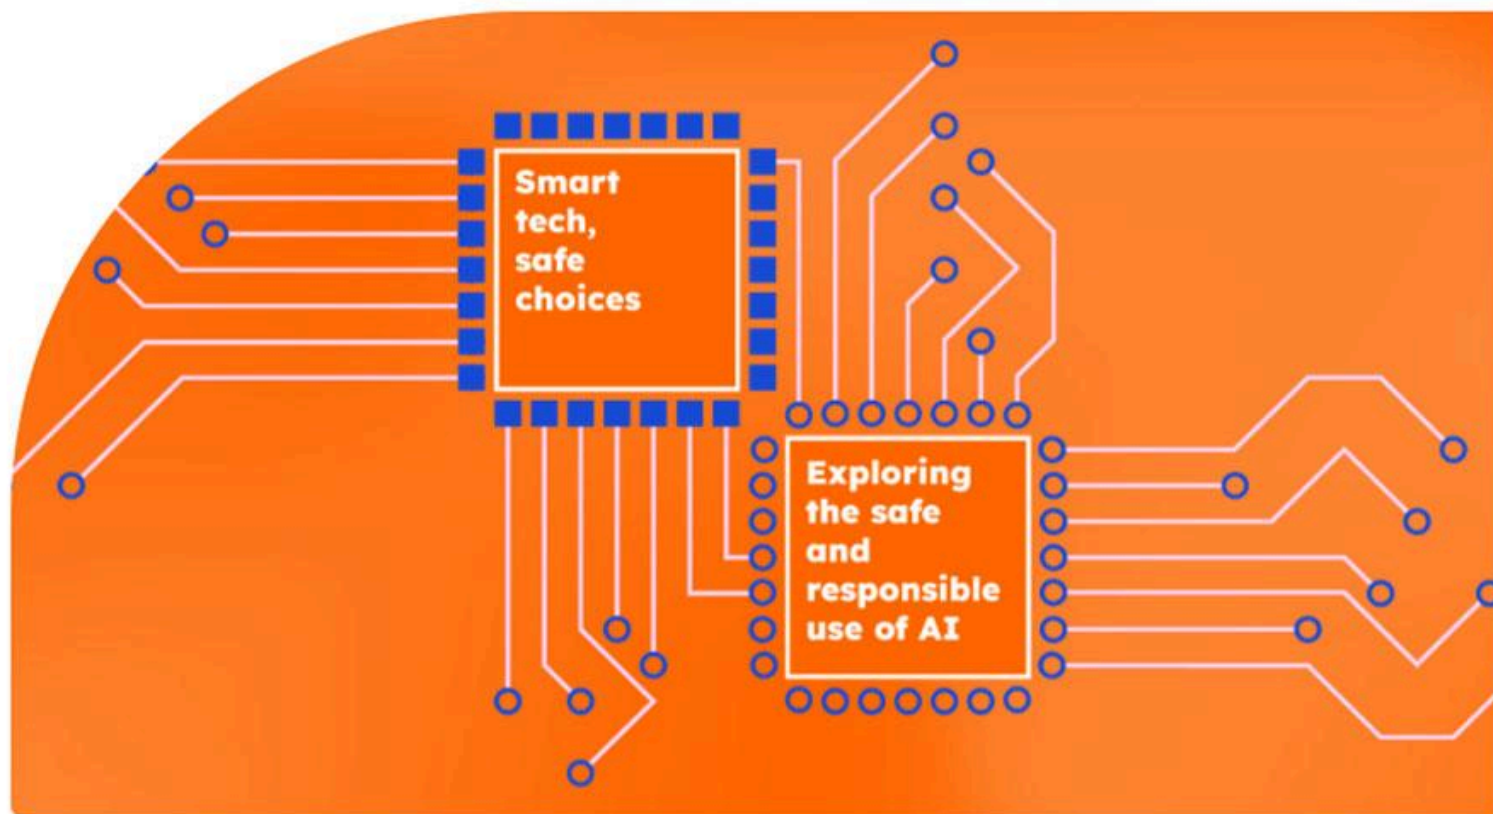 Smart
tech,
safe
choices
Exploring
the safe
and
responsible
use of AI